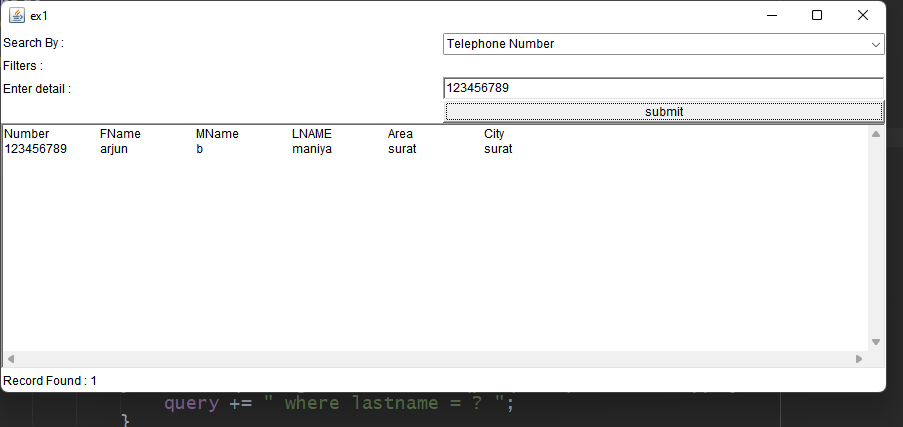 ex1
Search By :
Telephone Number
Filters :
Enter detail :
123456789
submit
Number FName MName LNAME Area City
123456789 arjun b maniya surat surat
Record Found : 1
query += " where lastname = ? ";
}